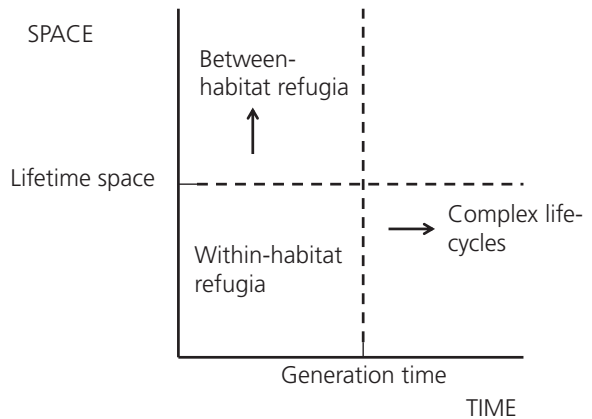 SPACE
Between-
habitat refugia
Lifetime space
Complex life-
cycles
Within-habitat
refugia
Generation time
TIME